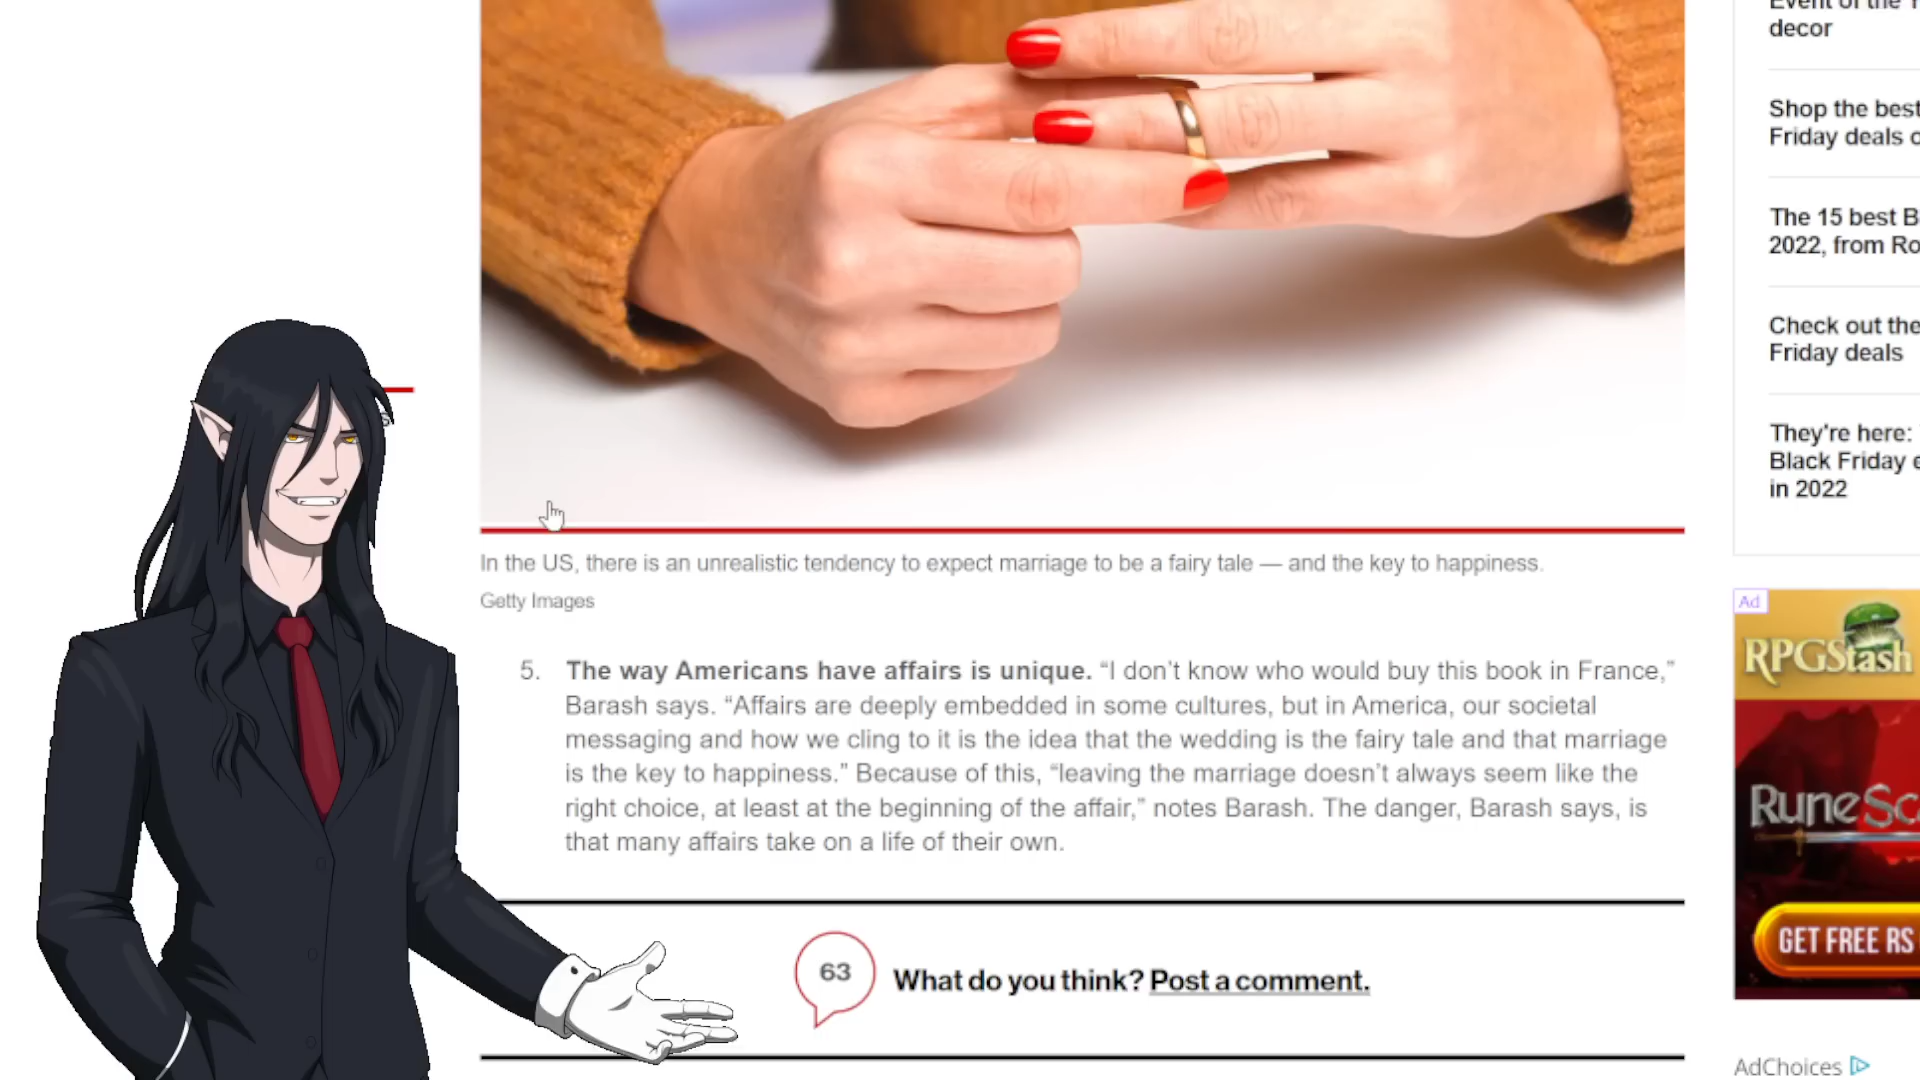 In the US, there is an unrealistic tendency to expect marriage to be a fairy tale — and the key to happiness.
Getty Images
5. The way Americans have affairs is unique. “I don’t know who would buy this book in France,”
Barash says. “Affairs are deeply embedded in some cultures, but in America, our societal
messaging and how we cling to it is the idea that the wedding is the fairy tale and that marriage
is the key to happiness.” Because of this, “leaving the marriage doesn’t always seem like the
right choice, at least at the beginning of the affair,” notes Barash. The danger, Barash says, is
that many affairs take on a life of their own.
63
What do you think? Post a comment.
decor
Shop the best
Friday deals
The 15 best
2022, from
Check out the
Friday deals
They're here:
Black Friday
in 2022
Ad
RPGStash
GET FREE RS
AdChoices